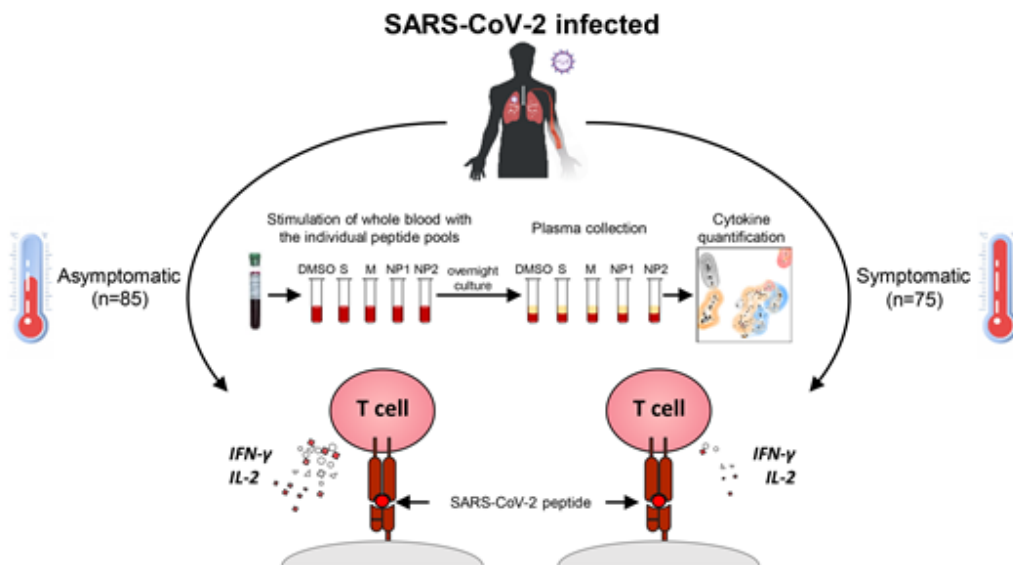 SARS-CoV-2 infected
Stimulation of whole blood with
the individual peptide pools
Plasma collection
Cytokine
quantification
Asymptomatic
(n=85)
DMSO S M NP1 NP2
overnight
culture
DMSO S M NP1 NP2
Symptomatic
(n=75)
T cell
T cell
IFN-γ
IL-2
IFN-γ
IL-2
SARS-CoV-2 peptide